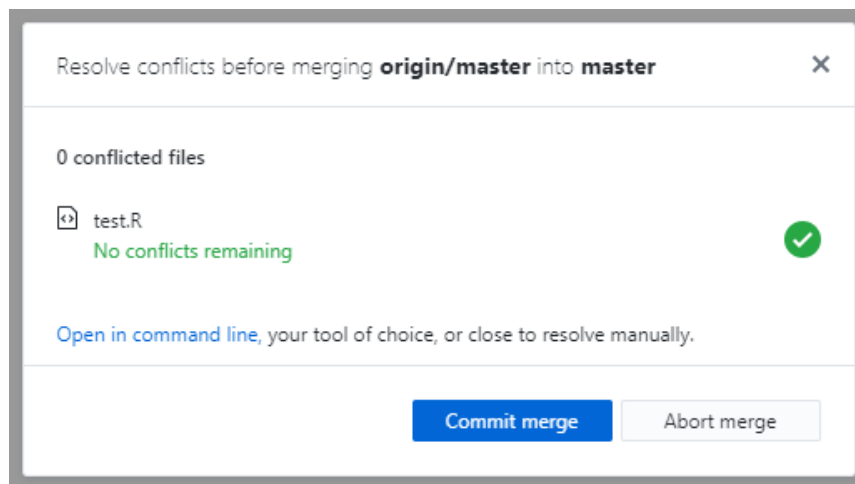 Resolve conflicts before merging origin/master into master
0 conflicted files
test.R
No conflicts remaining
Open in command line, your tool of choice, or close to resolve manually.
Commit merge
Abort merge